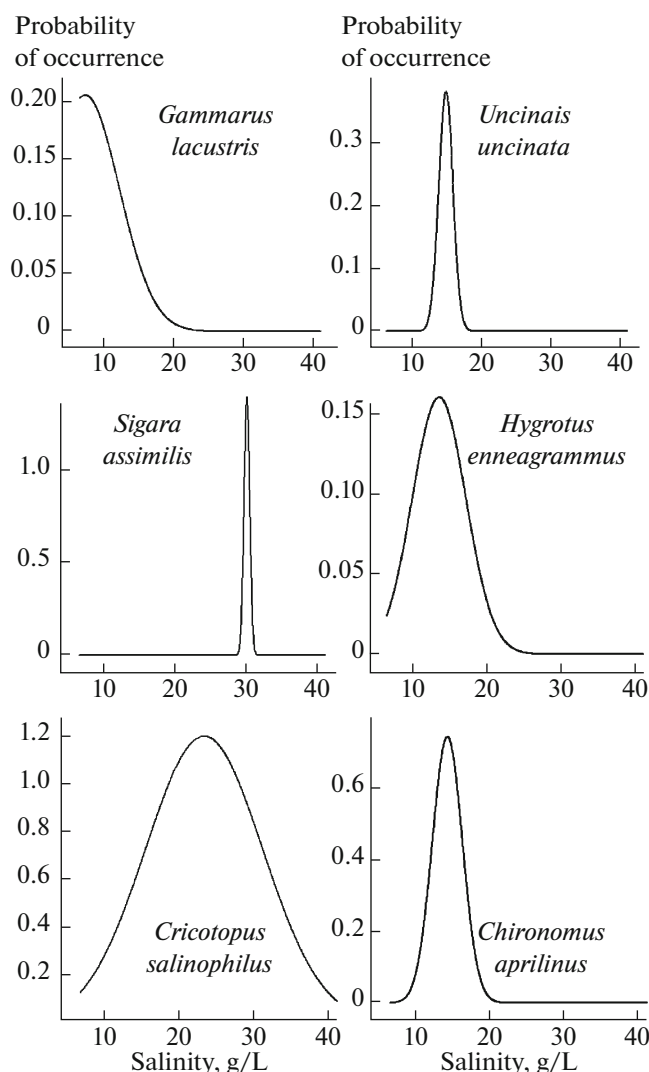 Probability
of occurrence
0.20
0.15
0.10
0.05
0
10 20 30 40
Gammarus
lacustris
Probability
of occurrence
0.3
0.2
0.1
0
10 20 30 40
Uncinais
uncinata
1.0
0.5
0
10 20 30 40
Sigara
assimilis
0.15
0.10
0.05
0
10 20 30 40
Hygrotus
enneagrammus
1.2
1.0
0.8
0.6
0.4
0.2
10 20 30 40
Cricotopus
salinophilus
Salinity, g/L
0.6
0.4
0.2
0
10 20 30 40
Chironomus
aprilinus
Salinity, g/L